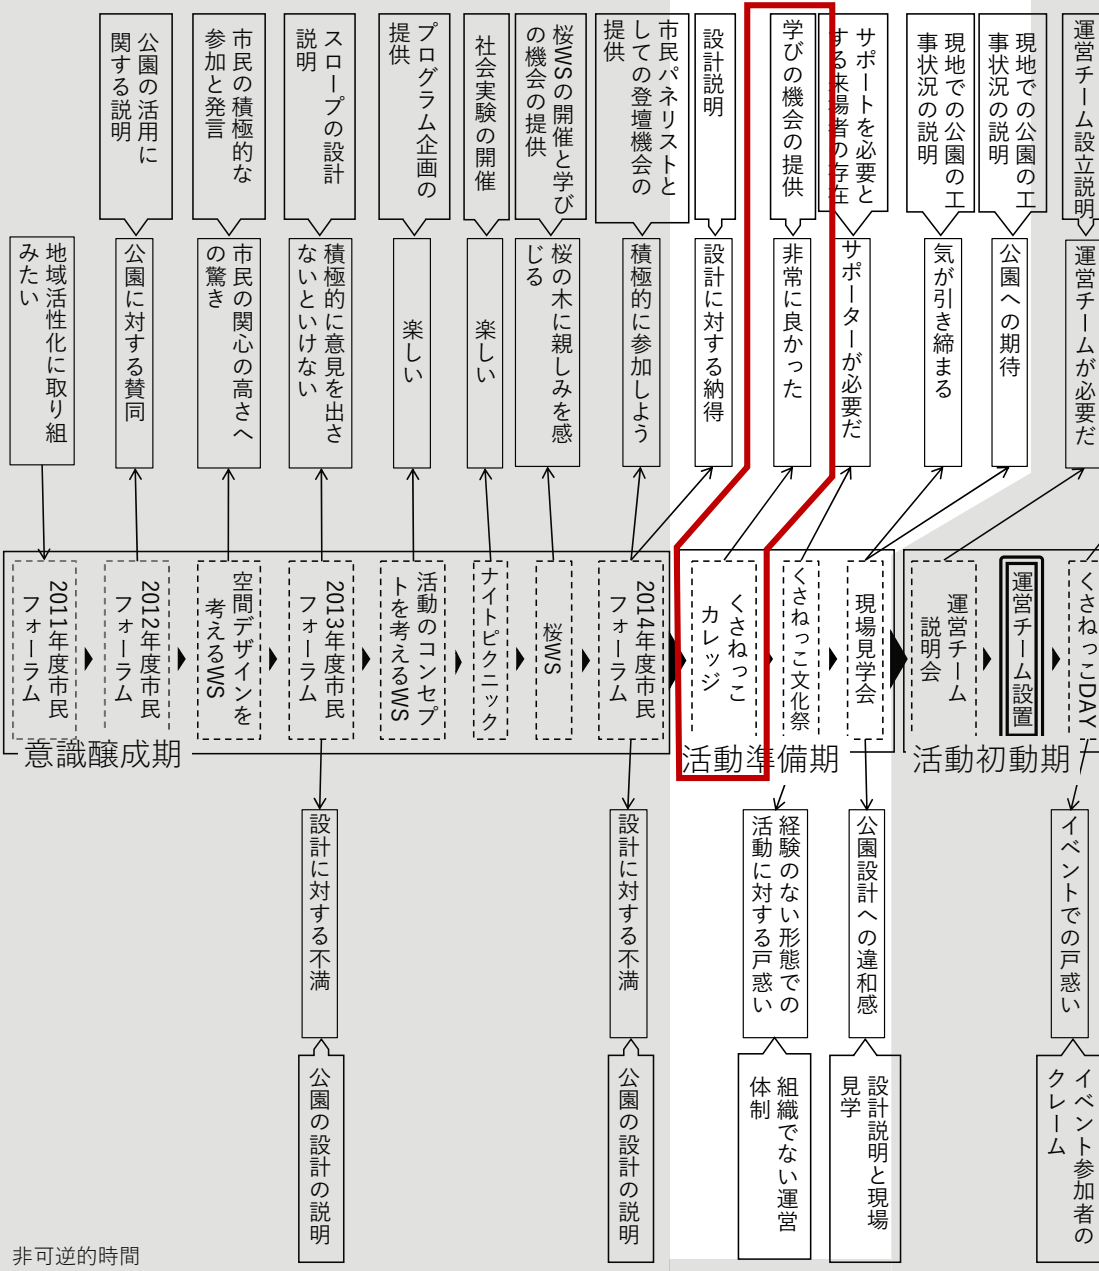 公園の活用に
関する説明
市民の積極的な
参加と発言
スロープの設計
説明
プログラム企画の
提供
社会実験の開催
桜WSの開催と学び
の機会の提供
市民パネリストと
しての登壇機会の
提供
設計説明
学びの機会の提供
サポートを必要と
する来場者の存在
現地での公園の工
事状況の説明
現地での公園の工
事状況の説明
運営チーム設立説明
地域活性化に取り組
みたい
公園に対する賛同
市民の関心の高さへ
の驚き
積極的に意見を出さ
ないといけない
楽しい
楽しい
桜の木に親しみを感
じる
積極的に参加しよう
設計に対する納得
非常に良かった
サポーターが必要だ
気が引き締まる
公園への期待
運営チームが必要だ
2011年度市民
フォーラム
2012年度市民
フォーラム
空間デザインを
考えるWS
2013年度市民
フォーラム
活動のコンセプ
トを考えるWS
ナイトピクニック
桜WS
2014年度市民
フォーラム
くさねっこ
カレッジ
くさねっこ文化祭
現場見学会
運営チーム
説明会
運営チーム設置
くさねっこDAY
意識醸成期
活動準備期
活動初動期
設計に対する不満
設計に対する不満
経験のない形態での
活動に対する戸惑い
公園設計への違和感
イベントでの戸惑い
公園の設計の説明
公園の設計の説明
組織でない運営
体制
設計説明と現場
見学
イベント参加者の
クレーム
非可逆的時間